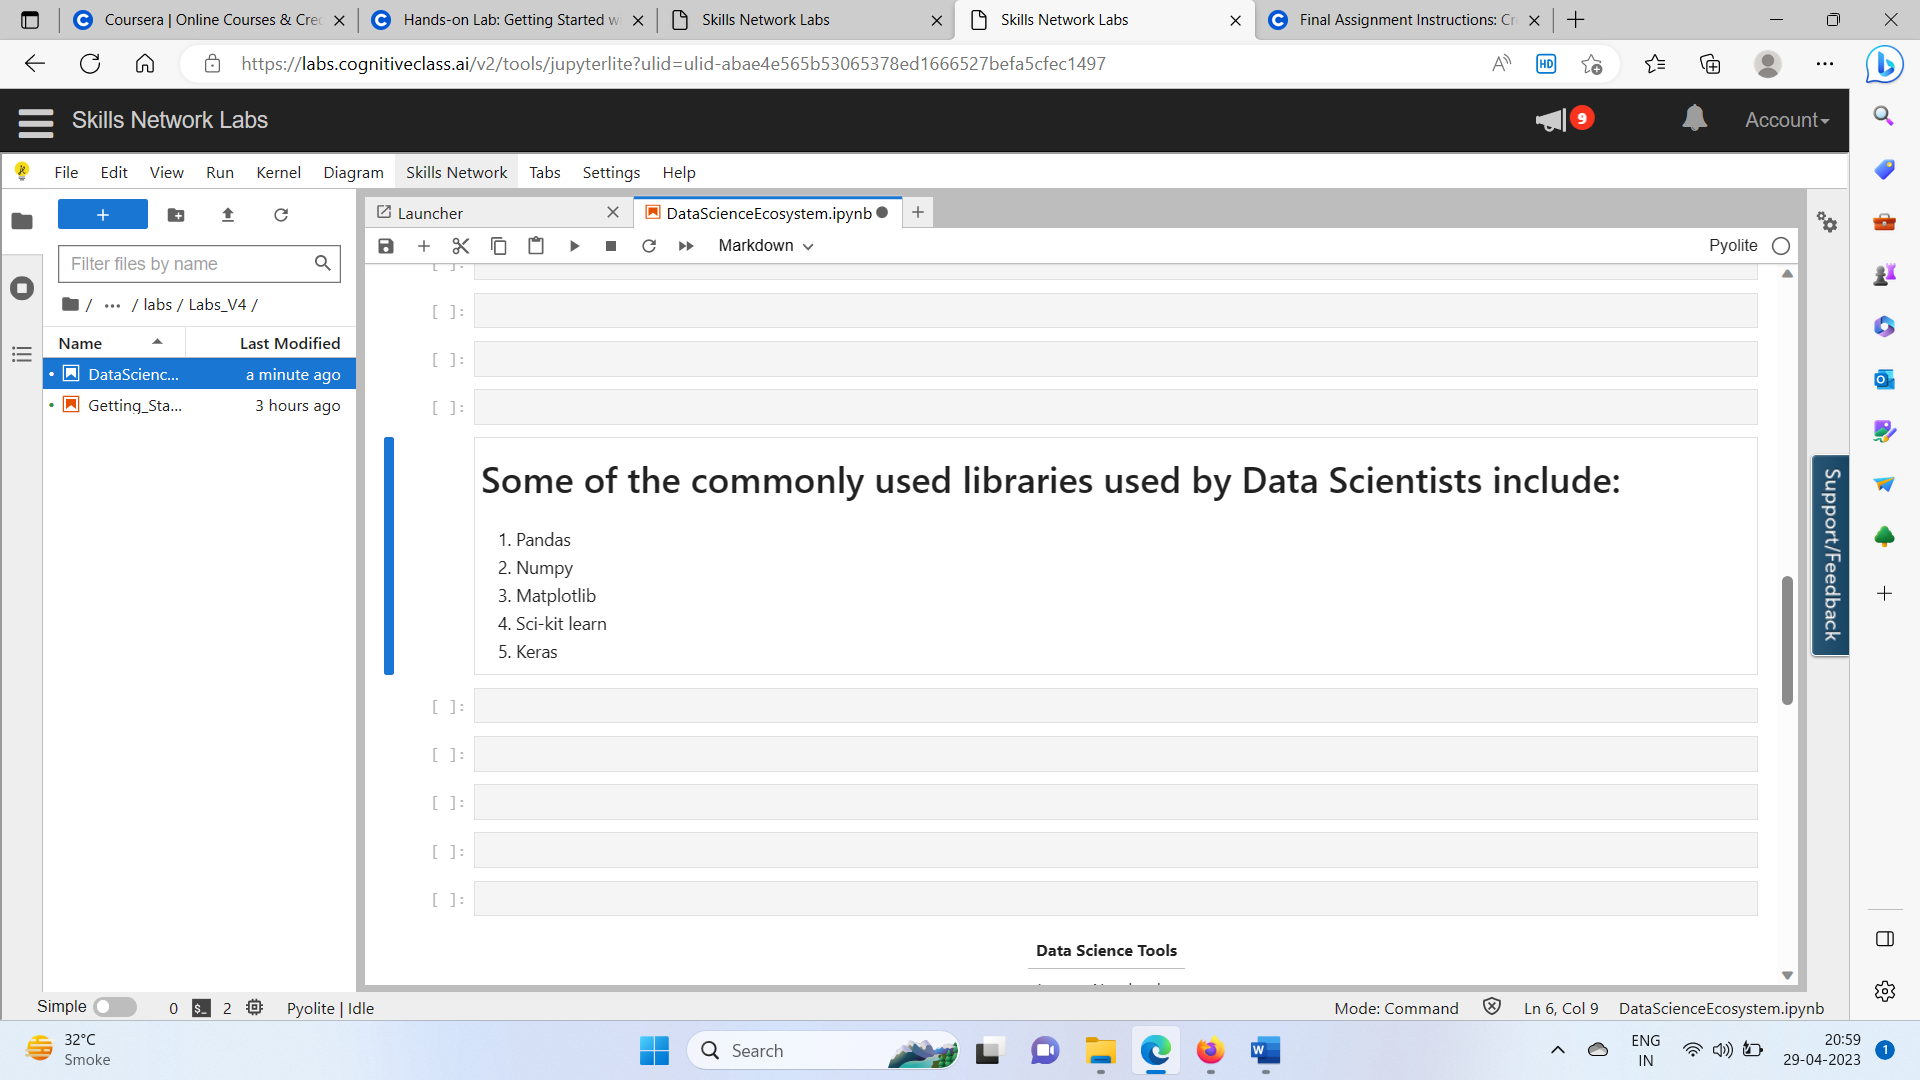 Coursera | Online Courses & Cre
Hands-on Lab: Getting Started w
Skills Network Labs
Skills Network Labs
Final Assignment Instructions: Cr
https://labs.cognitiveclass.ai/v2/tools/jupyterlite?ulid=ulid-abae4e565b53065378ed1666527befa5cfec1497
HD
Skills Network Labs
9
Account
File Edit View Run Kernel Diagram Skills Network Tabs Settings Help
Launcher
DataScienceEcosystem.ipynb
Filter files by name
Markdown
Pyolite
/ ... / labs / Labs_V4 /
Name Last Modified
DataScienc... a minute ago
Getting_Sta... 3 hours ago
[ ]:
[ ]:
[ ]:
[ ]:
Some of the commonly used libraries used by Data Scientists include:
1. Pandas
2. Numpy
3. Matplotlib
4. Sci-kit learn
5. Keras
[ ]:
[ ]:
[ ]:
[ ]:
[ ]:
Data Science Tools
Support/Feedback
Simple 0 2 Pyolite | Idle
Mode: Command Ln 6, Col 9 DataScienceEcosystem.ipynb
32°C
Smoke
Search
ENG
IN
20:59
29-04-2023
1